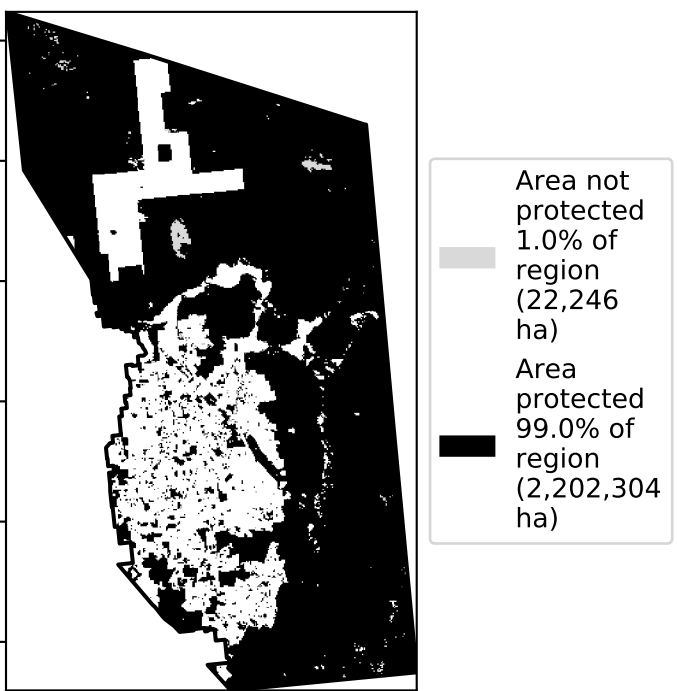 Area not
protected
1.0% of
region
(22,246
ha)
Area
protected
99.0% of
region
(2,202,304
ha)